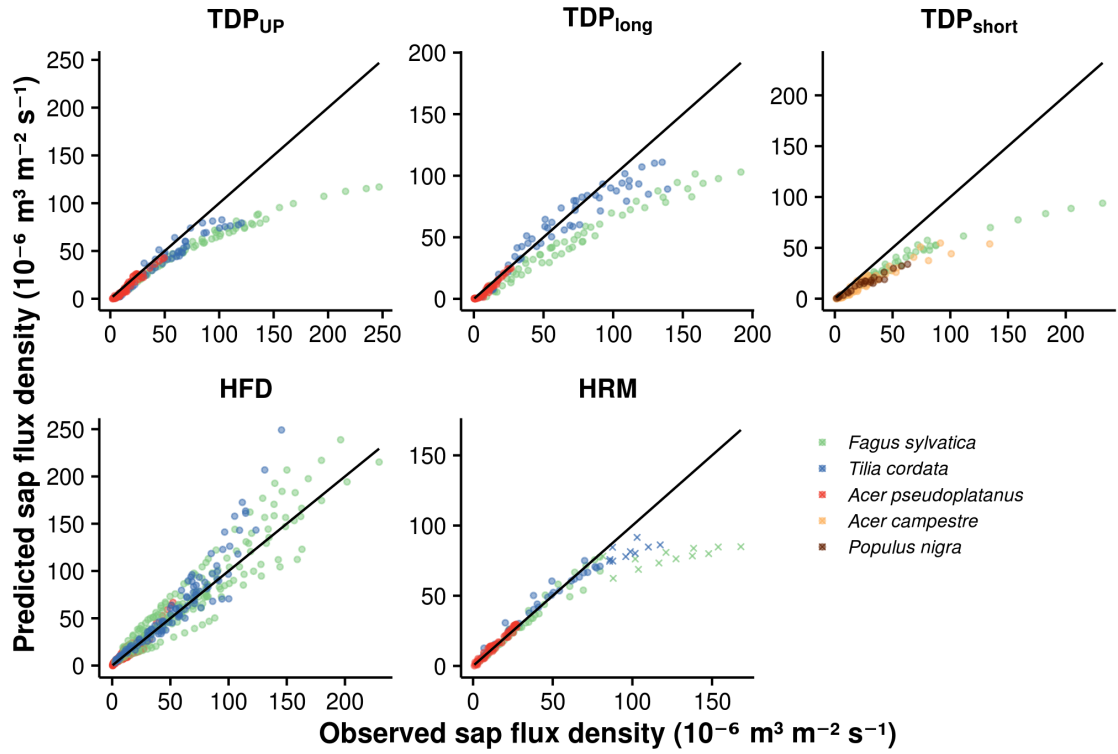 TDP_UP TDP_long TDP_short
Predicted sap flux density (10⁻⁶ m³ m⁻² s⁻¹)
250
200
150
100
50
0
0 50 100 150 200 250
200
150
100
50
0
0 50 100 150 200
200
150
100
50
0
0 50 100 150 200
HFD HRM
250
200
150
100
50
0
0 50 100 150 200
150
100
50
0
0 50 100 150
Fagus sylvatica
Tilia cordata
Acer pseudoplatanus
Acer campestre
Populus nigra
Observed sap flux density (10⁻⁶ m³ m⁻² s⁻¹)